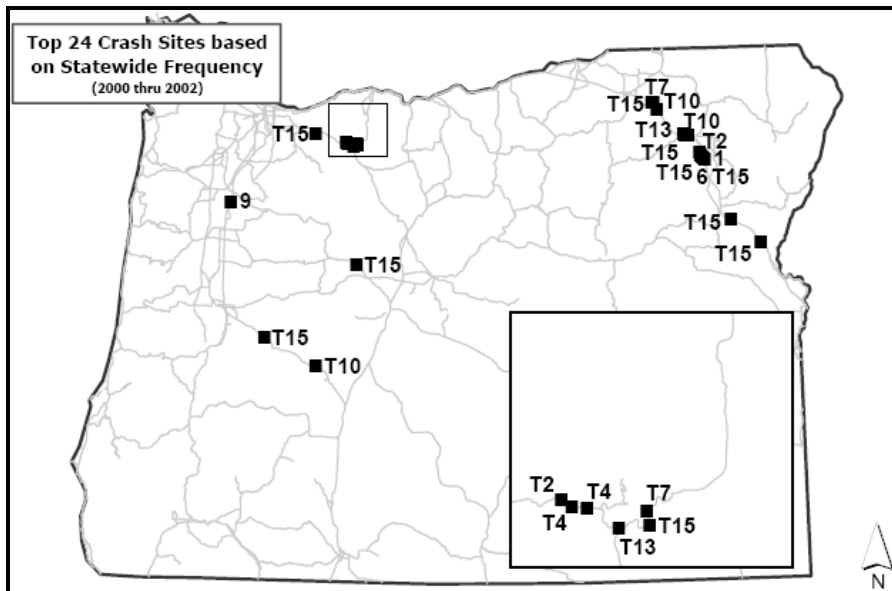 Top 24 Crash Sites based
on Statewide Frequency
(2000 thru 2002)
T7
T15
T10
T15
T13
T10
T15
T2
1
T15
6
T15
9
T15
T15
T15
T15
T10
T2
T4
T7
T4
T15
T13
N